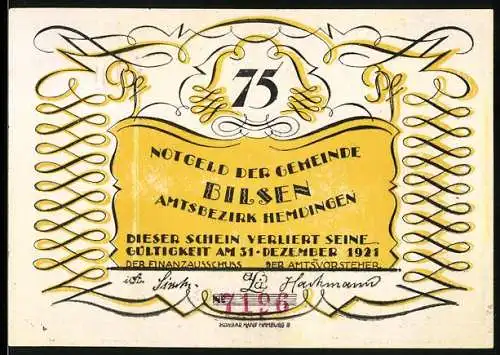 Pf 75 Pf
NOTGELD DER GEMEINDE
BILSEN
AMTSBEZIRK HEMDINGEN
DIESER SCHEIN VERLIERT SEINE
GÜLTIGKEIT AM 31. DEZEMBER 1921
DER FINANZAUSSCHUSS DER AMTSVORSTEHER
Hachmann
№ 7196